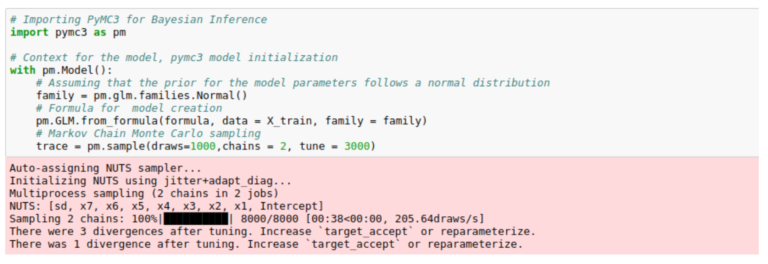 # Importing PyMC3 for Bayesian Inference
import pymc3 as pm
# Context for the model, pymc3 model initialization
with pm.Model():
# Assuming that the prior for the model parameters follows a normal distribution
family = pm.glm.families.Normal()
# Formula for  model creation
pm.GLM.from_formula(formula, data = X_train, family = family)
# Markov Chain Monte Carlo sampling
trace = pm.sample(draws=1000,chains = 2, tune = 3000)
Auto-assigning NUTS sampler...
Initializing NUTS using jitter+adapt_diag...
Multiprocess sampling (2 chains in 2 jobs)
NUTS: [sd, x7, x6, x5, x4, x3, x2, x1, Intercept]
Sampling 2 chains: 100%|██████████| 8000/8000 [00:38<00:00, 205.64draws/s]
There were 3 divergences after tuning. Increase `target_accept` or reparameterize.
There was 1 divergence after tuning. Increase `target_accept` or reparameterize.